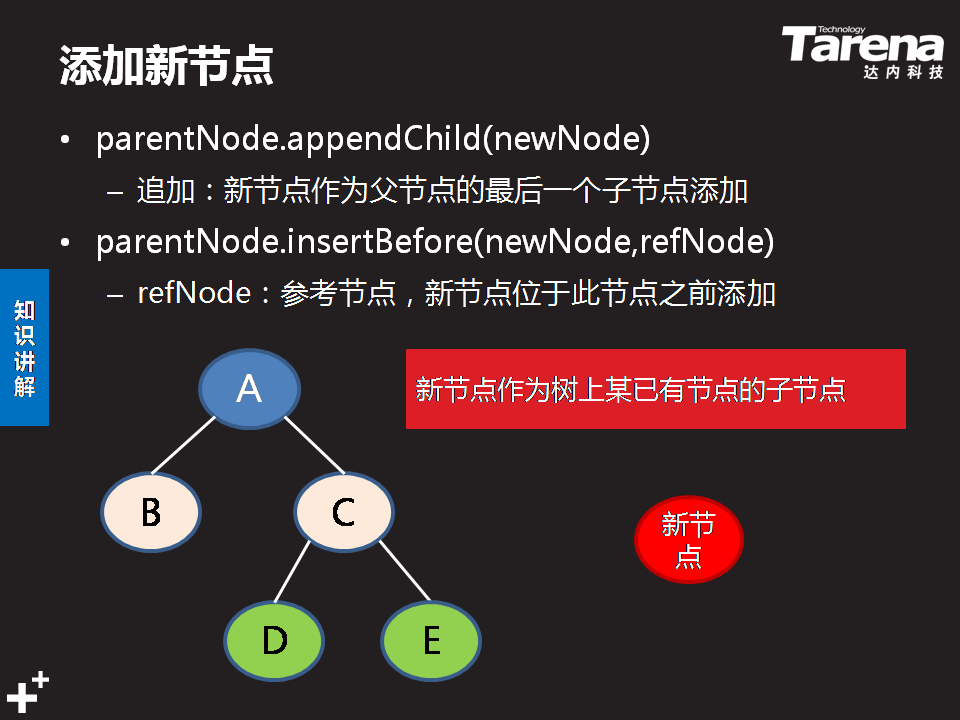 Technology
Tarena
达内科技
添加新节点
• parentNode.appendChild(newNode)
– 追加：新节点作为父节点的最后一个子节点添加
• parentNode.insertBefore(newNode,refNode)
– refNode：参考节点，新节点位于此节点之前添加
知
识
讲
解
A
新节点作为树上某已有节点的子节点
B
C
新节
点
D
E